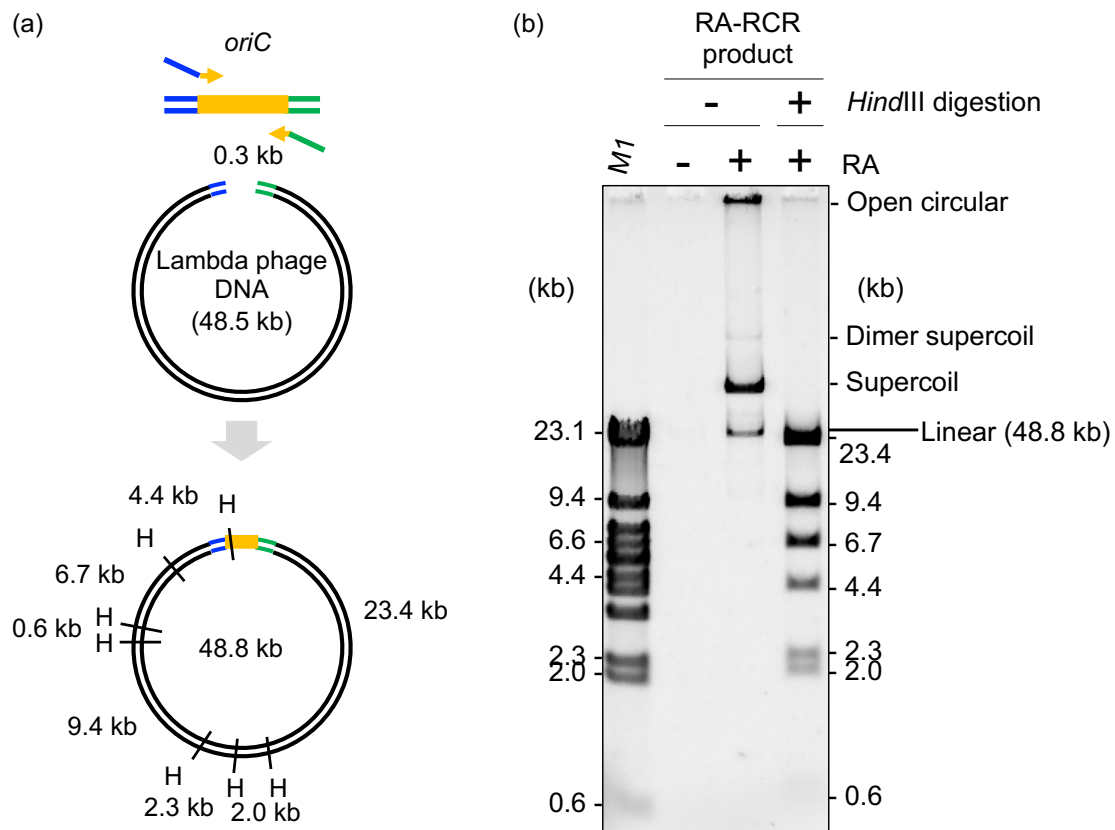 (a)
oriC
0.3 kb
Lambda phage
DNA
(48.5 kb)
4.4 kb
H
H
6.7 kb
H
0.6 kb
H
48.8 kb
23.4 kb
9.4 kb
H
H
H
2.3 kb
2.0 kb
(b)
RA-RCR
product
-
+
HindIII digestion
M1
-
+
+
RA
- Open circular
(kb)
(kb)
- Dimer supercoil
- Supercoil
23.1 -
Linear (48.8 kb)
- 23.4
9.4 -
- 9.4
6.6 -
- 6.7
4.4 -
- 4.4
2.3 -
- 2.3
2.0 -
- 2.0
0.6 -
- 0.6